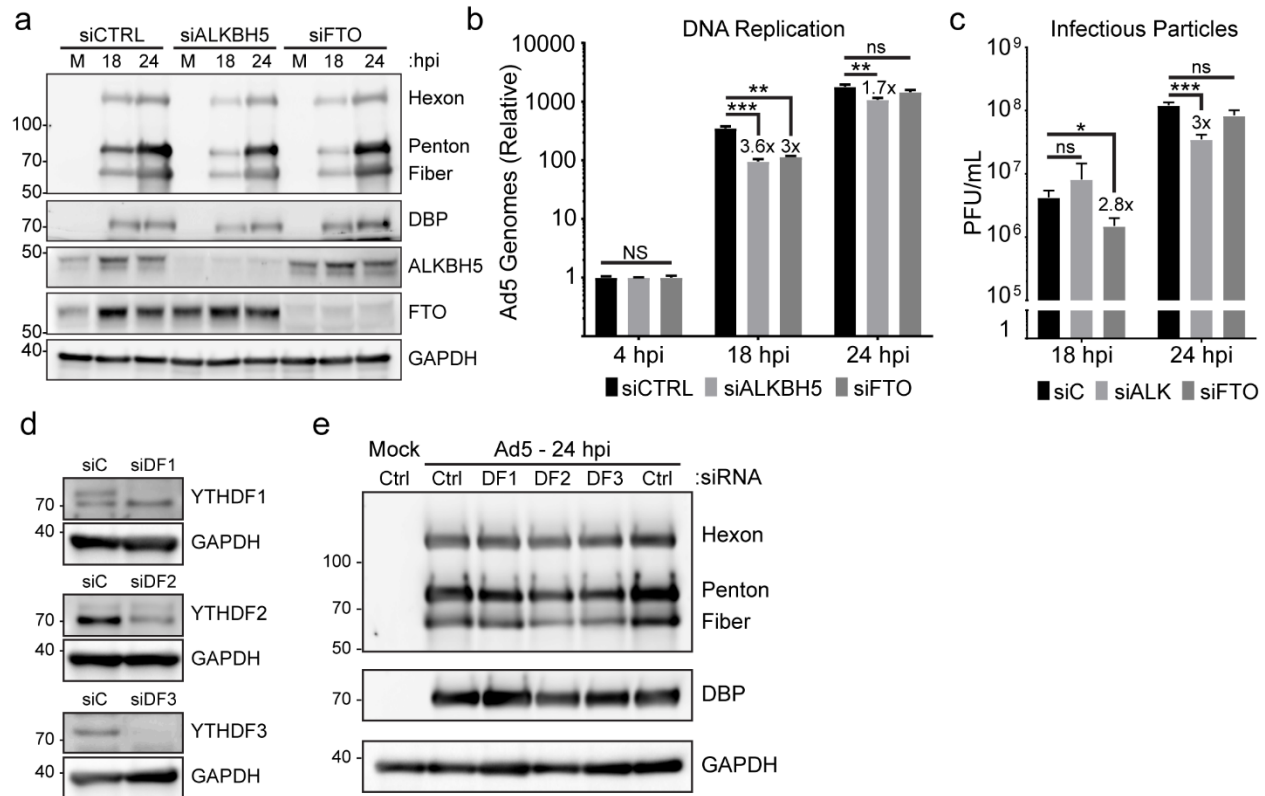 a
siCTRL siALKBH5 siFTO
M 18 24 M 18 24 M 18 24 :hpi
Hexon
100
Penton
70
Fiber
50
DBP
70
50
ALKBH5
FTO
50
40
GAPDH
b
DNA Replication
Ad5 Genomes (Relative)
10000
1000
100
10
1
NS
***
**
3.6x 3x
ns
**
1.7x
4 hpi 18 hpi 24 hpi
siCTRL siALKBH5 siFTO
c
Infectious Particles
PFU/mL
10⁹
10⁸
10⁷
10⁶
10⁵
1
*
ns
2.8x
ns
***
3x
18 hpi 24 hpi
siC siALK siFTO
d
siC siDF1
70
YTHDF1
40
GAPDH
siC siDF2
70
YTHDF2
40
GAPDH
siC siDF3
70
YTHDF3
40
GAPDH
e
Mock Ad5 - 24 hpi
Ctrl Ctrl DF1 DF2 DF3 Ctrl :siRNA
Hexon
100
Penton
70
Fiber
50
DBP
70
40
GAPDH